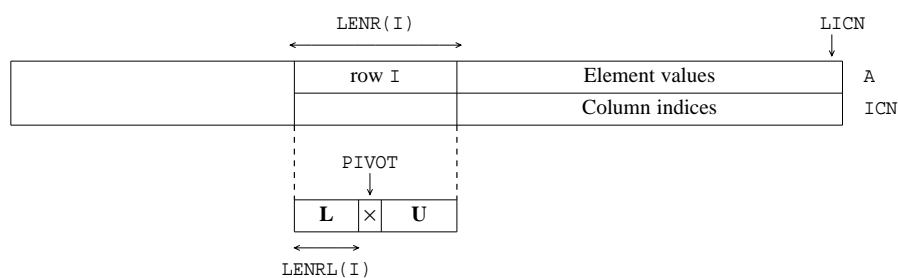 LENR(I) LICN
row I Element values A
Column indices ICN
PIVOT
L × U
LENRL(I)